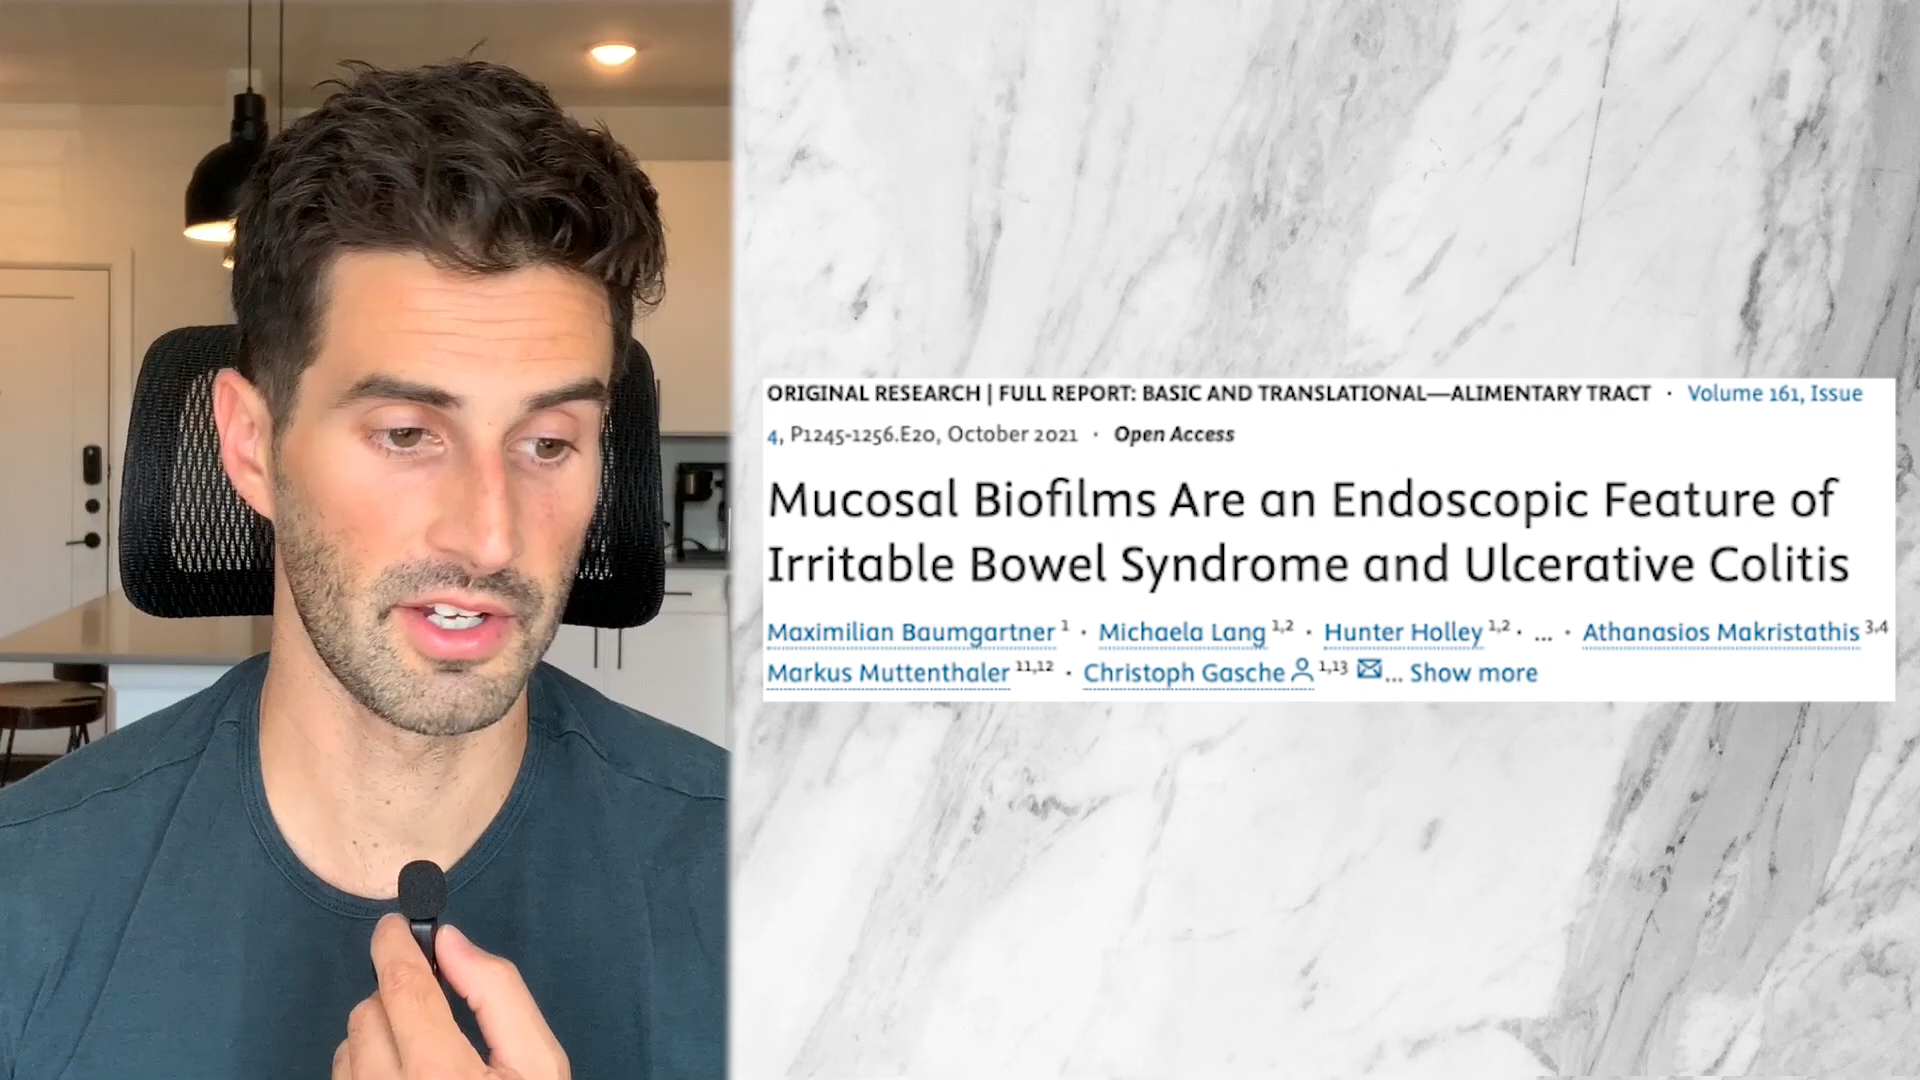 ORIGINAL RESEARCH | FULL REPORT: BASIC AND TRANSLATIONAL—ALIMENTARY TRACT · Volume 161, Issue
4, P1245-1256.E20, October 2021 · Open Access
Mucosal Biofilms Are an Endoscopic Feature of
Irritable Bowel Syndrome and Ulcerative Colitis
Maximilian Baumgartner 1 · Michaela Lang 1,2 · Hunter Holley 1,2 · ... · Athanasios Makristathis 3,4
Markus Muttenthaler 11,12 · Christoph Gasche 1,13 ... Show more